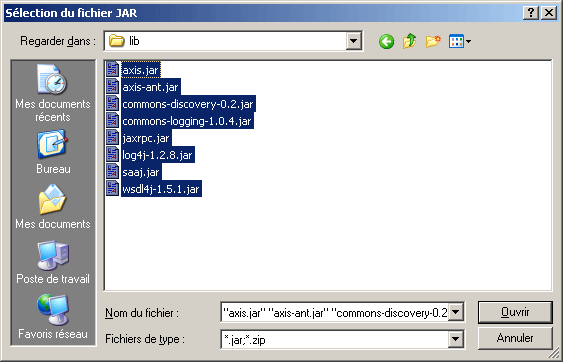 Sélection du fichier JAR
Regarder dans :
lib
Mes documents
récents
Bureau
Mes documents
Poste de travail
Favoris réseau
axis.jar
axis-ant.jar
commons-discovery-0.2.jar
commons-logging-1.0.4.jar
jaxrpc.jar
log4j-1.2.8.jar
saaj.jar
wsdl4j-1.5.1.jar
Nom du fichier :
"axis.jar" "axis-ant.jar" "commons-discovery-0.2
Ouvrir
Fichiers de type :
*.jar;*.zip
Annuler